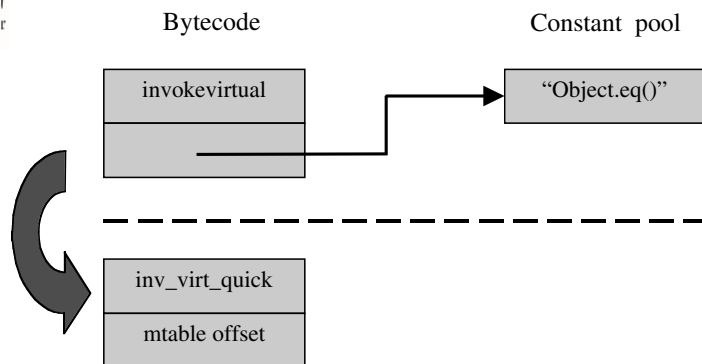 r
Bytecode
Constant pool
invokevirtual
“Object.eq()”
inv_virt_quick
mtable offset